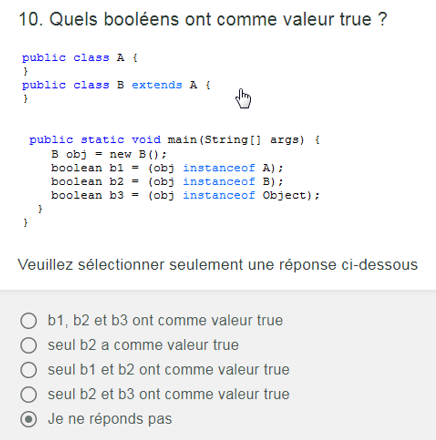 10. Quels booléens ont comme valeur true ?
public class A {
}
public class B extends A {
}
public static void main(String[] args) {
B obj = new B();
boolean b1 = (obj instanceof A);
boolean b2 = (obj instanceof B);
boolean b3 = (obj instanceof Object);
}
}
Veuillez sélectionner seulement une réponse ci-dessous
b1, b2 et b3 ont comme valeur true
seul b2 a comme valeur true
seul b1 et b2 ont comme valeur true
seul b2 et b3 ont comme valeur true
Je ne réponds pas